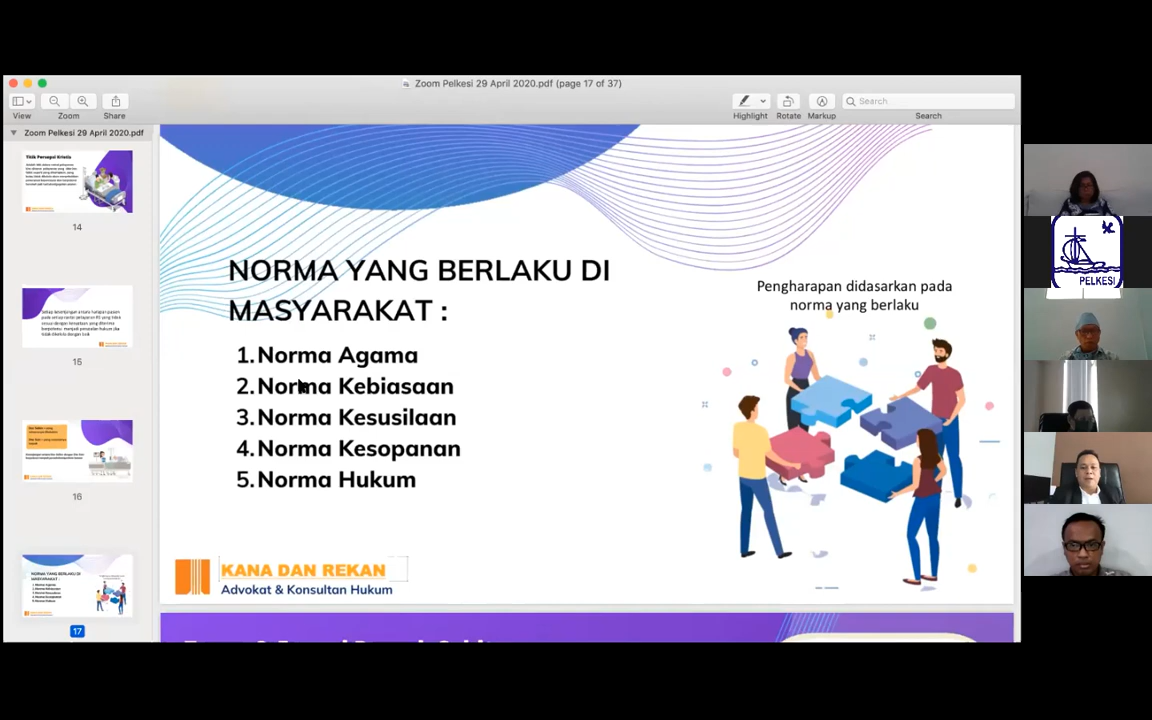 Zoom Pelkesi 29 April 2020.pdf (page 17 of 37)
View
Zoom
Share
Highlight
Rotate
Markup
Search
Search
Zoom Pelkesi 29 April 2020.pdf
14
15
16
17
NORMA YANG BERLAKU DI
MASYARAKAT :
1. Norma Agama
2. Norma Kebiasaan
3. Norma Kesusilaan
4. Norma Kesopanan
5. Norma Hukum
Pengharapan didasarkan pada
norma yang berlaku
KANA DAN REKAN
Advokat & Konsultan Hukum
PELKESI